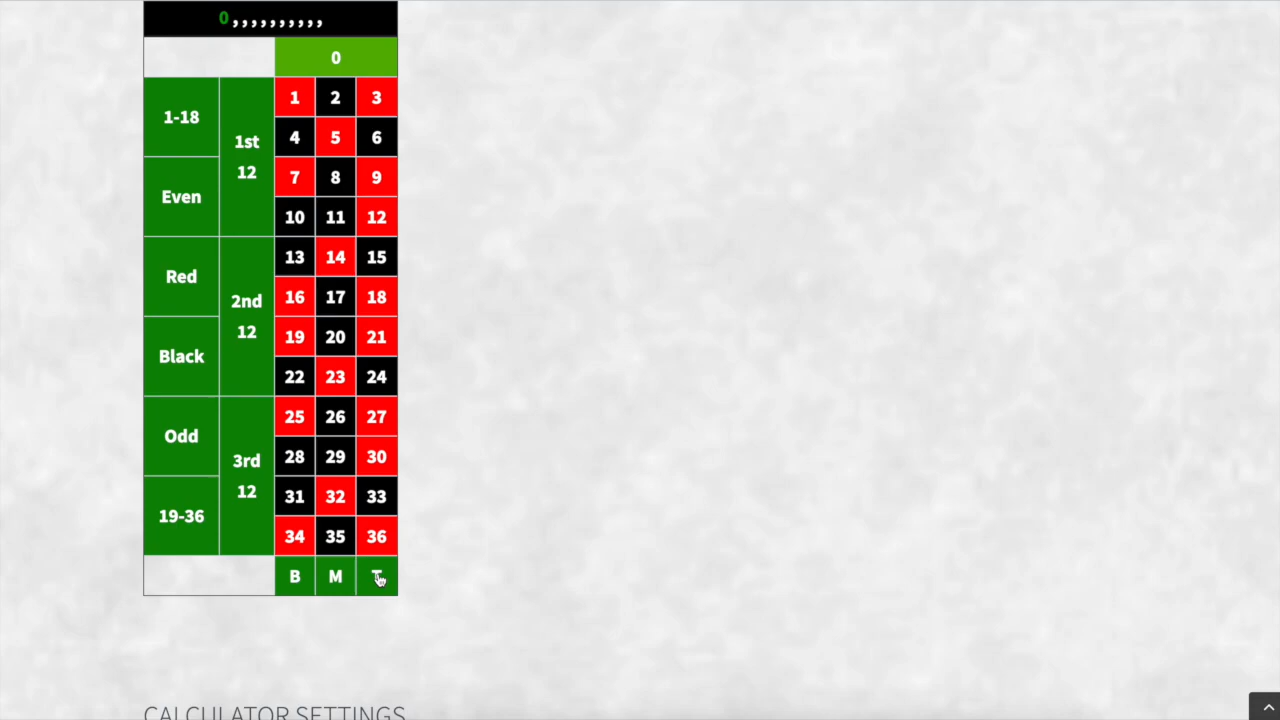 0,,,,,,,,,,
0
1-18
Even
Red
Black
Odd
19-36
1st
12
2nd
12
3rd
12
1 2 3
4 5 6
7 8 9
10 11 12
13 14 15
16 17 18
19 20 21
22 23 24
25 26 27
28 29 30
31 32 33
34 35 36
B M T
CALCULATOR SETTINGS